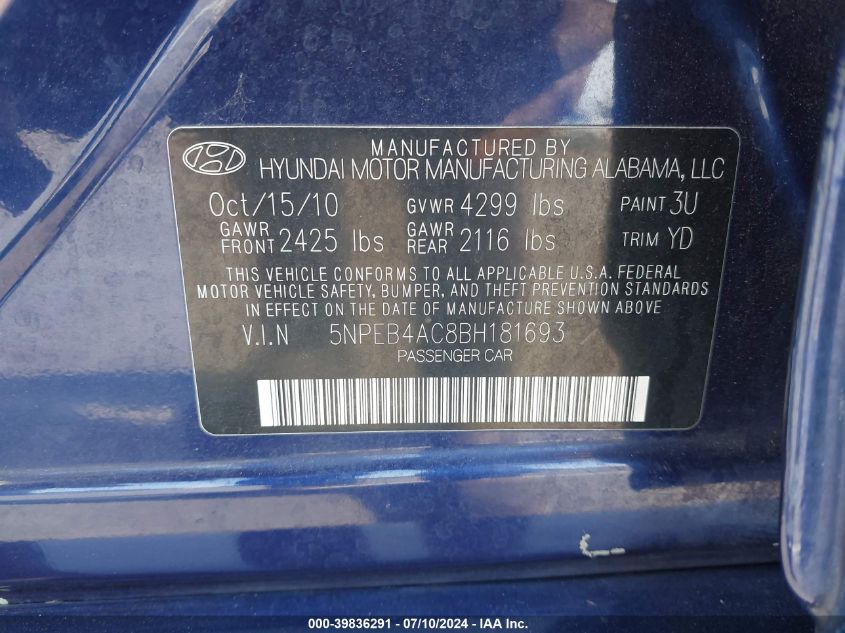 MANUFACTURED BY
HYUNDAI MOTOR MANUFACTURING ALABAMA, LLC
Oct/15/10 GVWR 4299 lbs PAINT 3U
GAWR FRONT 2425 lbs GAWR REAR 2116 lbs TRIM YD
THIS VEHICLE CONFORMS TO ALL APPLICABLE U.S.A. FEDERAL
MOTOR VEHICLE SAFETY, BUMPER, AND THEFT PREVENTION STANDARDS
IN EFFECT ON THE DATE OF MANUFACTURE SHOWN ABOVE.
V.I.N 5NPEB4AC8BH181693
PASSENGER CAR
000-39836291 - 07/10/2024 - IAA Inc.